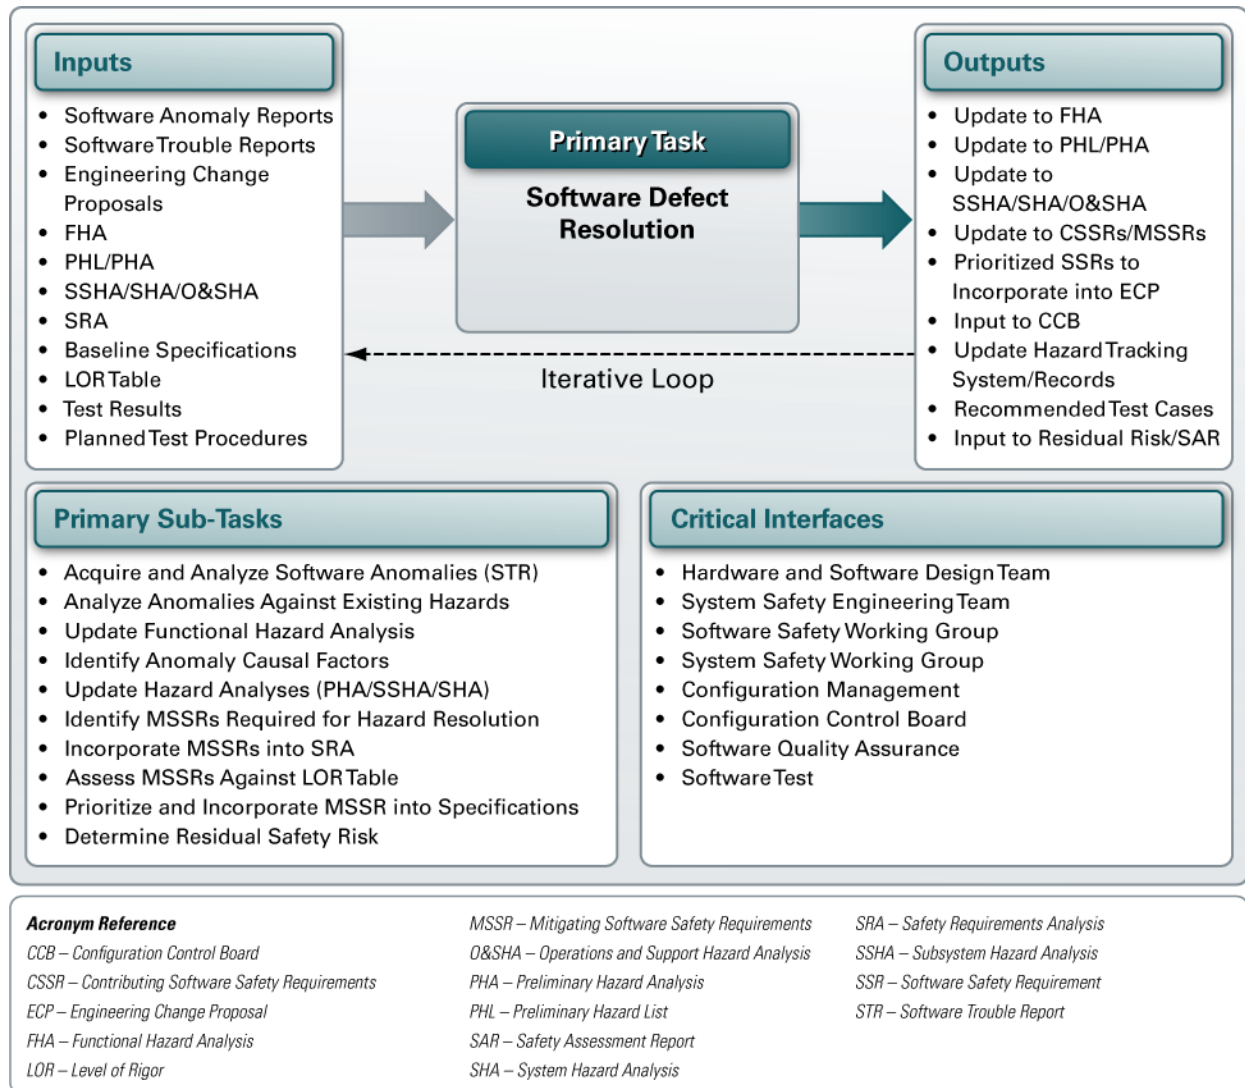 Inputs
• Software Anomaly Reports
• Software Trouble Reports
• Engineering Change
Proposals
• FHA
• PHL/PHA
• SSHA/SHA/O&SHA
• SRA
• Baseline Specifications
• LOR Table
• Test Results
• Planned Test Procedures
Primary Task
Software Defect
Resolution
Iterative Loop
Outputs
• Update to FHA
• Update to PHL/PHA
• Update to
SSHA/SHA/O&SHA
• Update to CSSRs/MSSRs
• Prioritized SSRs to
Incorporate into ECP
• Input to CCB
• Update Hazard Tracking
System/Records
• Recommended Test Cases
• Input to Residual Risk/SAR
Primary Sub-Tasks
• Acquire and Analyze Software Anomalies (STR)
• Analyze Anomalies Against Existing Hazards
• Update Functional Hazard Analysis
• Identify Anomaly Causal Factors
• Update Hazard Analyses (PHA/SSHA/SHA)
• Identify MSSRs Required for Hazard Resolution
• Incorporate MSSRs into SRA
• Assess MSSRs Against LOR Table
• Prioritize and Incorporate MSSR into Specifications
• Determine Residual Safety Risk
Critical Interfaces
• Hardware and Software Design Team
• System Safety Engineering Team
• Software Safety Working Group
• System Safety Working Group
• Configuration Management
• Configuration Control Board
• Software Quality Assurance
• Software Test
Acronym Reference
CCB – Configuration Control Board
CSSR – Contributing Software Safety Requirements
ECP – Engineering Change Proposal
FHA – Functional Hazard Analysis
LOR – Level of Rigor
MSSR – Mitigating Software Safety Requirements
O&SHA – Operations and Support Hazard Analysis
PHA – Preliminary Hazard Analysis
PHL – Preliminary Hazard List
SAR – Safety Assessment Report
SHA – System Hazard Analysis
SRA – Safety Requirements Analysis
SSHA – Subsystem Hazard Analysis
SSR – Software Safety Requirement
STR – Software Trouble Report